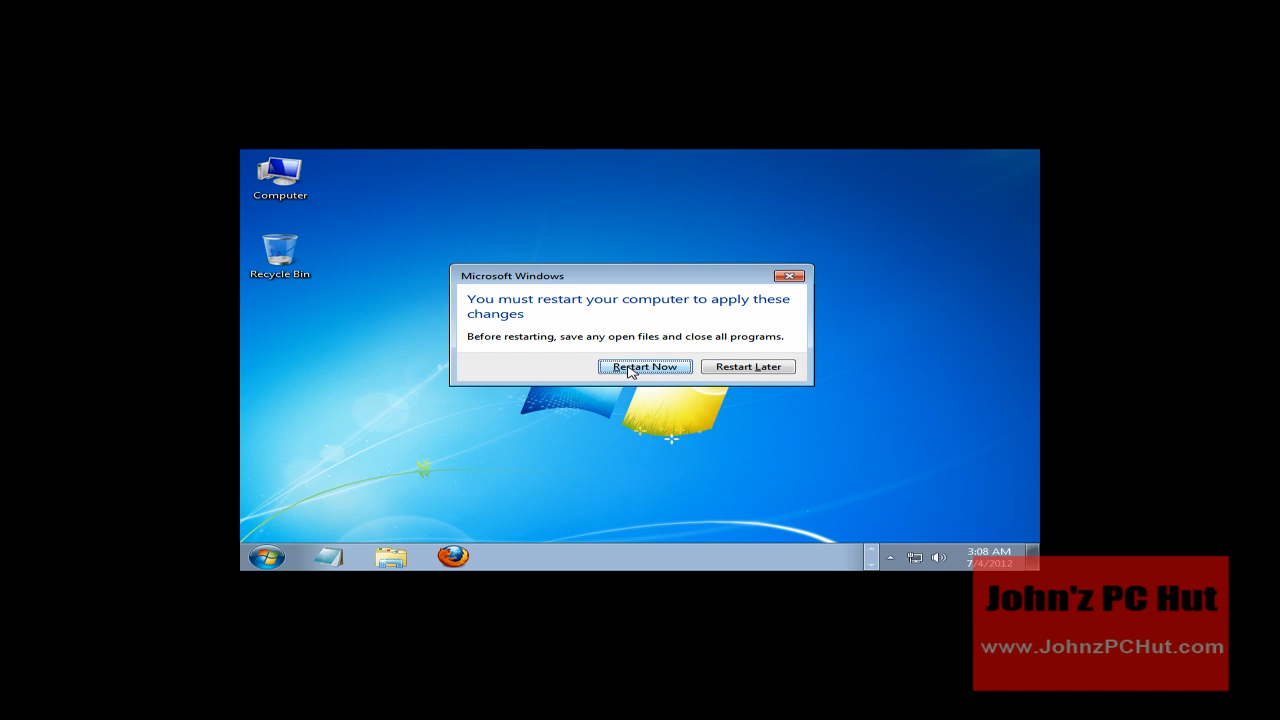 Computer
Recycle Bin
Microsoft Windows
You must restart your computer to apply these
changes
Before restarting, save any open files and close all programs.
Restart Now
Restart Later
3:08 AM
7/4/2012
John'z PC Hut
www.JohnzPCHut.com